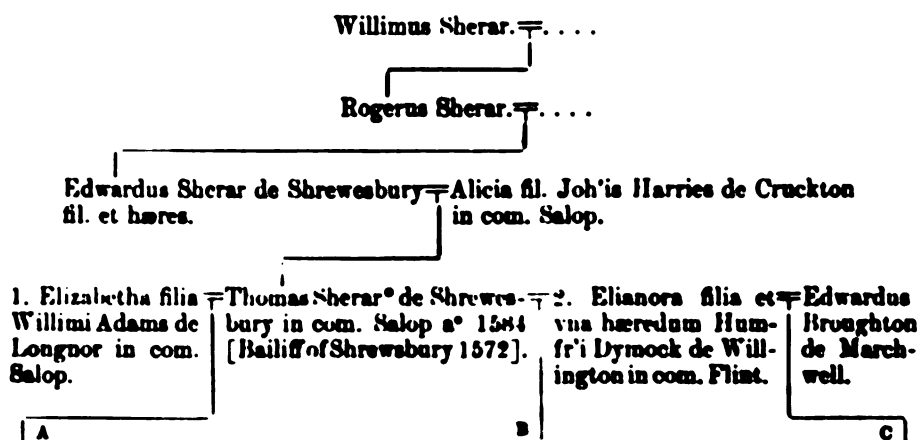 Willimus Sherar.=. . . .
Rogerus Sherar.=. . . .
Edwardus Sherar de Shrewesbury=Alicia fil. Joh'is Harries de Cruckton
fil. et hæres.
in com. Salop.
1. Elizabetha filia
Willimi Adams de
Longnor in com.
Salop.
=Thomas Sherar* de Shrewes-
bury in com. Salop aº 1584
[Bailiff of Shrewsbury 1572].
=2. Elianora filia et
vna hæredum Hum-
fr'i Dymock de Will-
ington in com. Flint.
=Edwardus
Broughton
de March-
well.
A
B
C